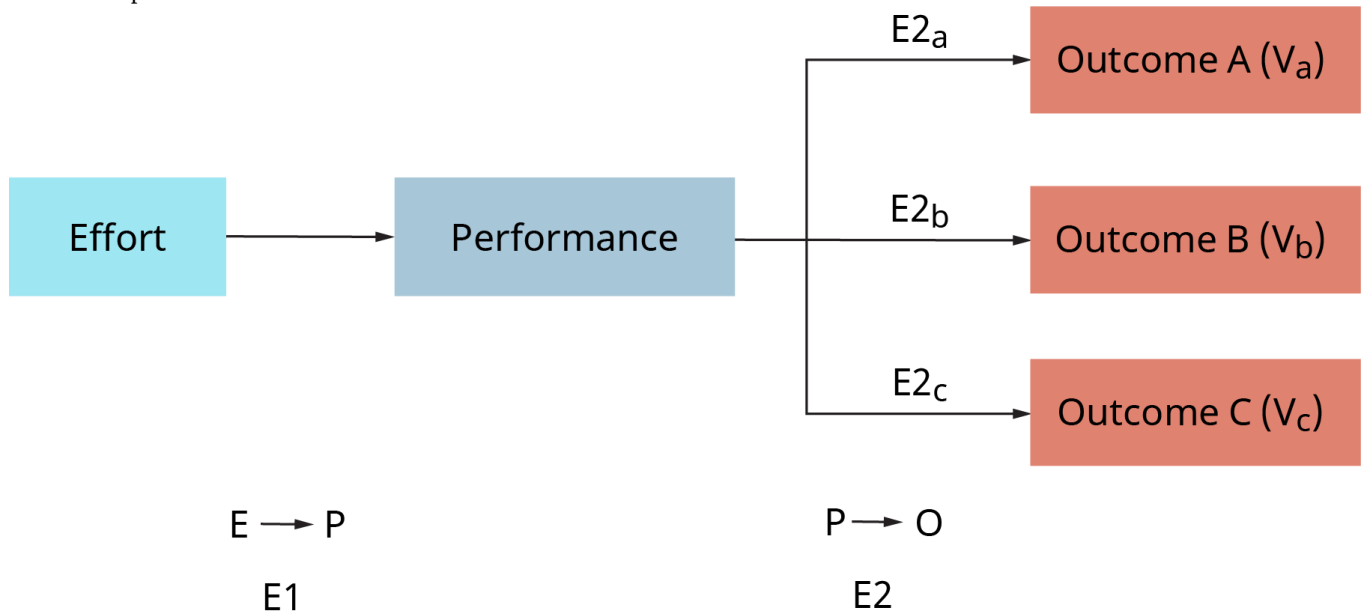 E2a
Outcome A (Va)
Effort
Performance
E2b
Outcome B (Vb)
E2c
Outcome C (Vc)
E → P
P → O
E1
E2